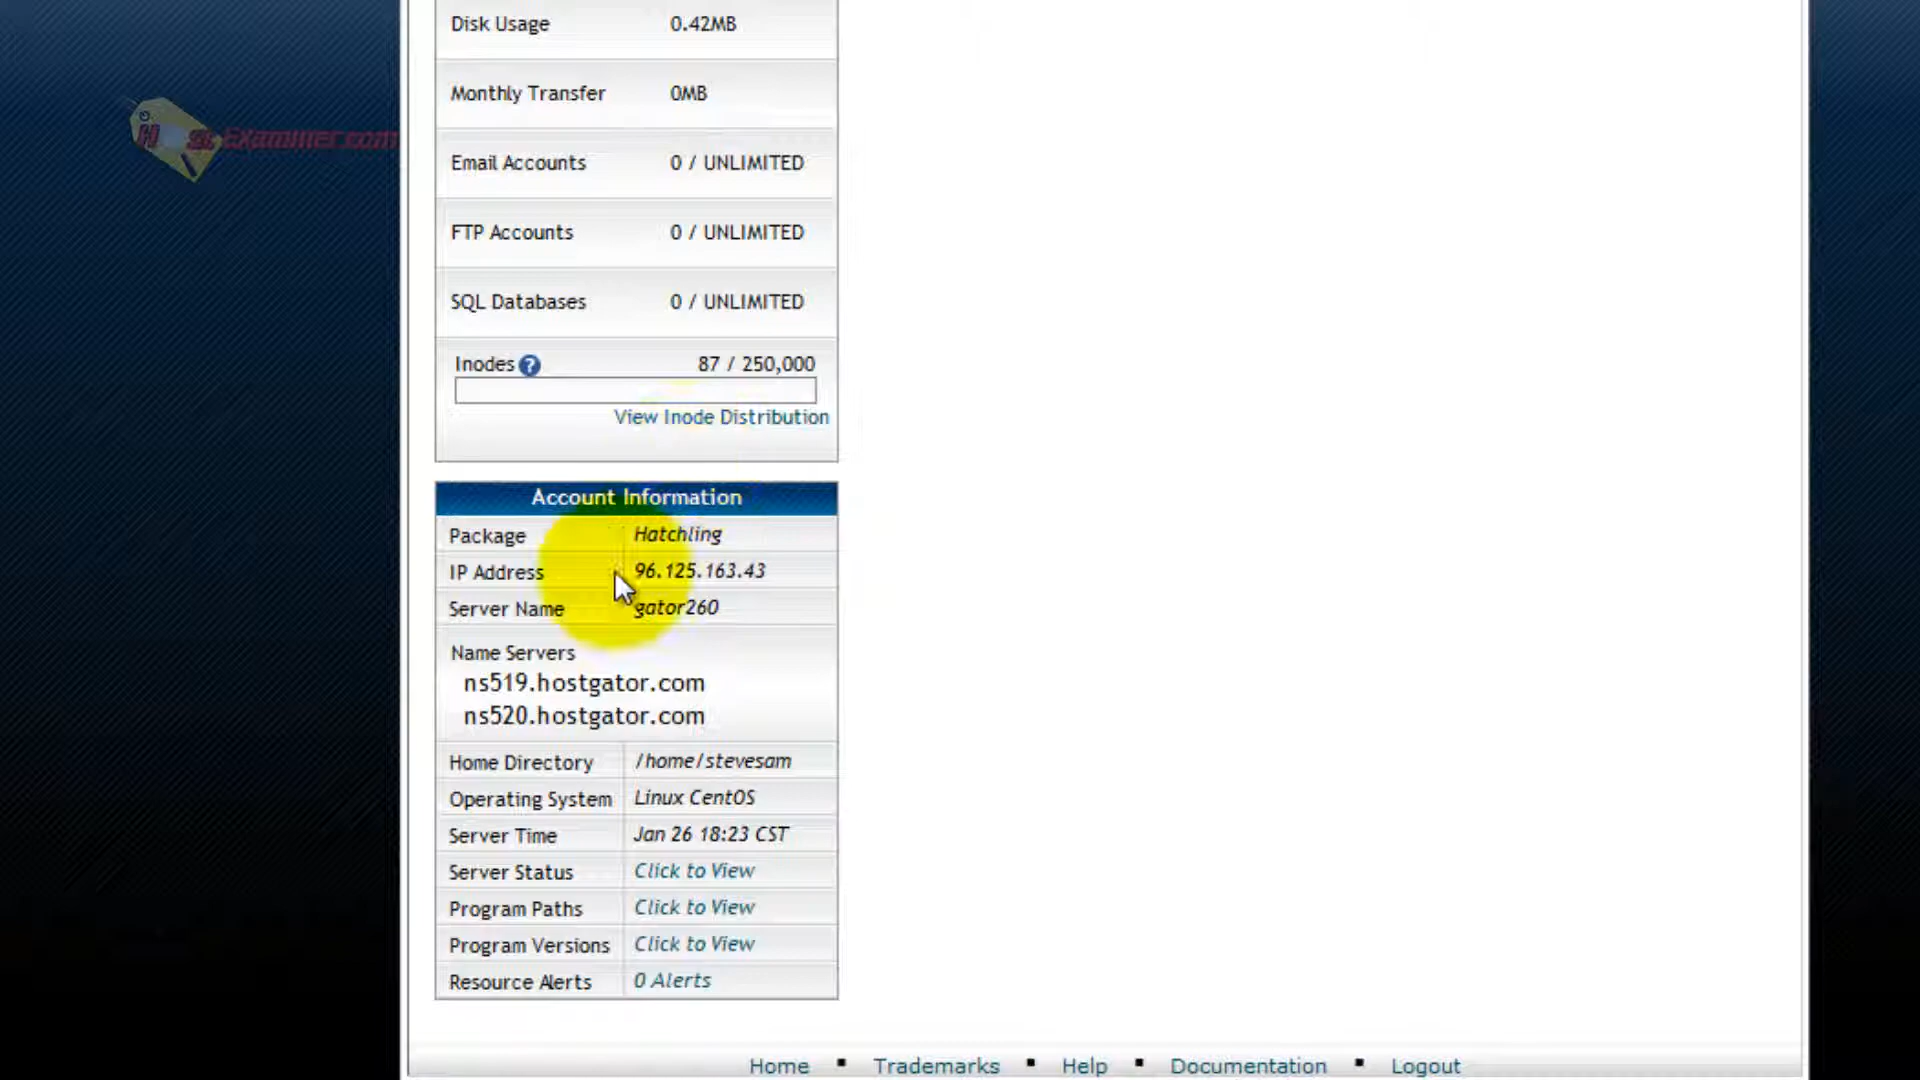 Disk Usage 0.42MB
Monthly Transfer 0MB
Host Examiner.com
Email Accounts 0 / UNLIMITED
FTP Accounts 0 / UNLIMITED
SQL Databases 0 / UNLIMITED
Inodes ? 87 / 250,000
View Inode Distribution
Account Information
Package Hatchling
IP Address 96.125.163.43
Server Name gator260
Name Servers
ns519.hostgator.com
ns520.hostgator.com
Home Directory /home/stevesam
Operating System Linux CentOS
Server Time Jan 26 18:23 CST
Server Status Click to View
Program Paths Click to View
Program Versions Click to View
Resource Alerts 0 Alerts
Home ▪ Trademarks ▪ Help ▪ Documentation ▪ Logout